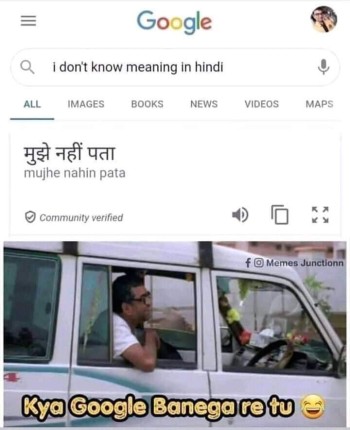 Google
i don't know meaning in hindi
ALL IMAGES BOOKS NEWS VIDEOS MAPS
मुझे नहीं पता
mujhe nahin pata
Community verified
Memes Junctionn
Kya Google Banega re tu 😂